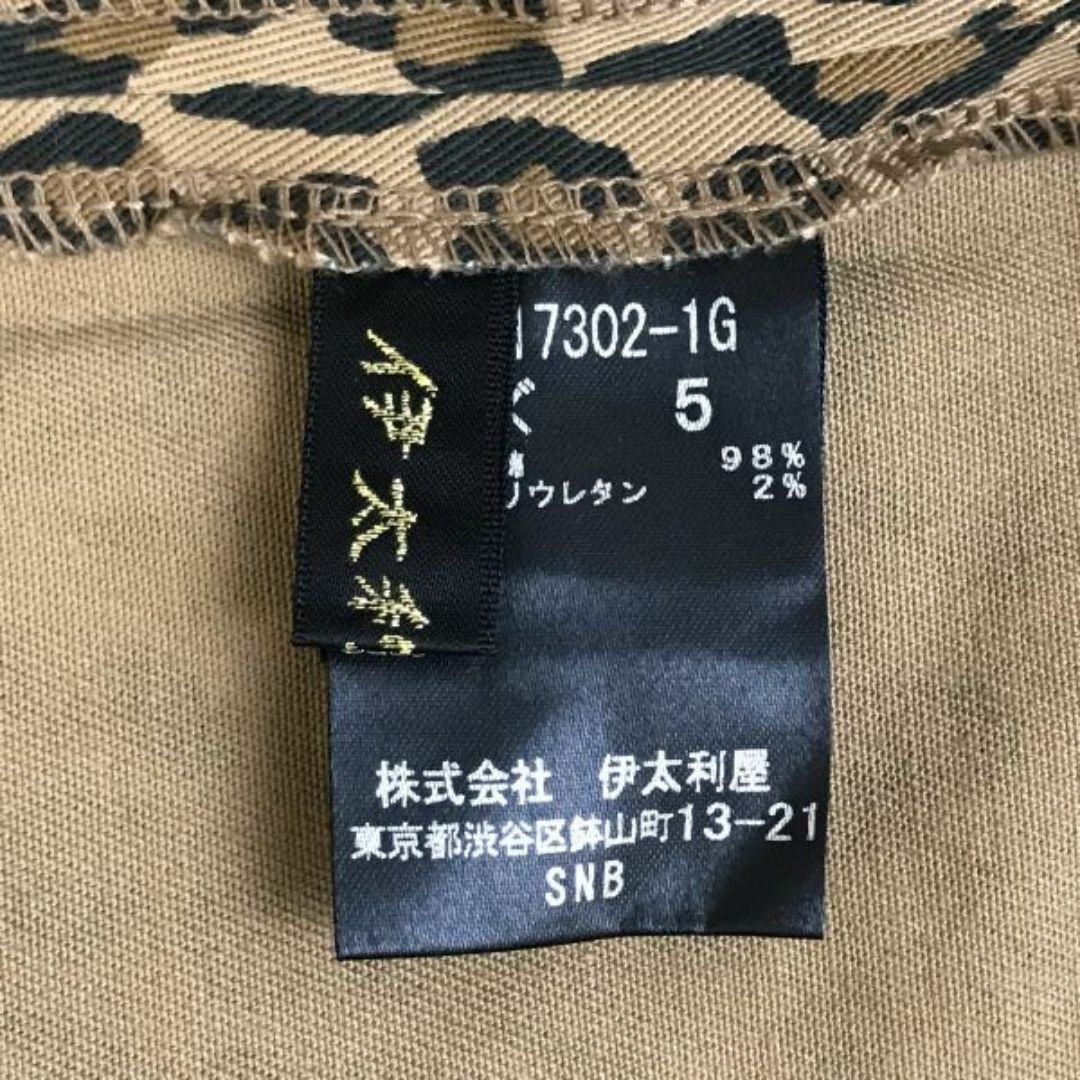 伊太利
17302-1G
5
98%
リウレタン 2%
株式会社 伊太利屋
東京都渋谷区鉢山町13-21
SNB